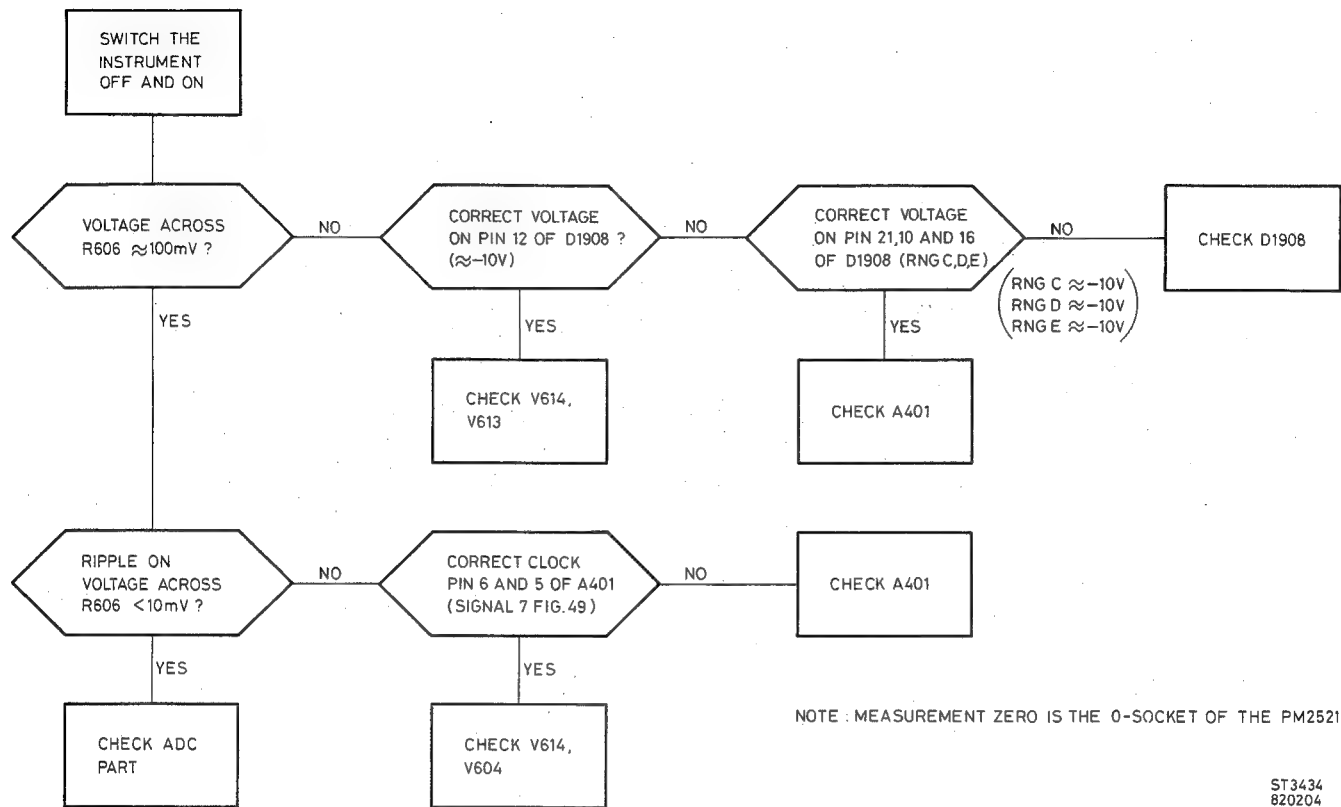 SWITCH THE
INSTRUMENT
OFF AND ON
VOLTAGE ACROSS
R606 ≈100mV ?
NO
CORRECT VOLTAGE
ON PIN 12 OF D1908 ?
(≈-10V)
NO
CORRECT VOLTAGE
ON PIN 21,10 AND 16
OF D1908 (RNG C,D,E)
NO
(RNG C ≈-10V
RNG D ≈-10V
RNG E ≈-10V)
CHECK D1908
YES
YES
CHECK V614,
V613
YES
CHECK A401
RIPPLE ON
VOLTAGE ACROSS
R606 <10mV ?
NO
CORRECT CLOCK
PIN 6 AND 5 OF A401
(SIGNAL 7 FIG. 49)
NO
CHECK A401
YES
CHECK ADC
PART
YES
CHECK V614,
V604
NOTE : MEASUREMENT ZERO IS THE 0-SOCKET OF THE PM2521
ST3434
820204